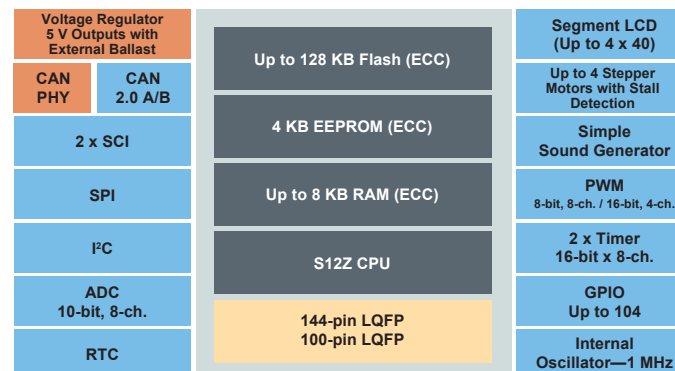 Voltage Regulator
5 V Outputs with
External Ballast
CAN
PHY
CAN
2.0 A/B
2 x SCI
SPI
I²C
ADC
10-bit, 8-ch.
RTC
Up to 128 KB Flash (ECC)
4 KB EEPROM (ECC)
Up to 8 KB RAM (ECC)
S12Z CPU
144-pin LQFP
100-pin LQFP
Segment LCD
(Up to 4 x 40)
Up to 4 Stepper
Motors with Stall
Detection
Simple
Sound Generator
PWM
8-bit, 8-ch. / 16-bit, 4-ch.
2 x Timer
16-bit x 8-ch.
GPIO
Up to 104
Internal
Oscillator—1 MHz